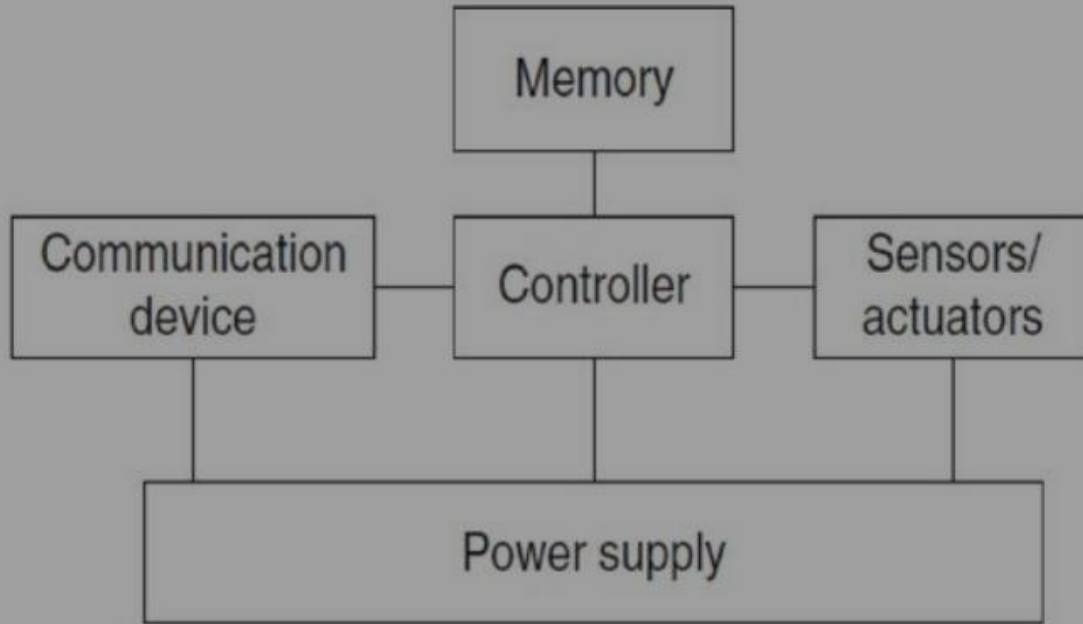 Memory
Communication
device
Controller
Sensors/
actuators
Power supply